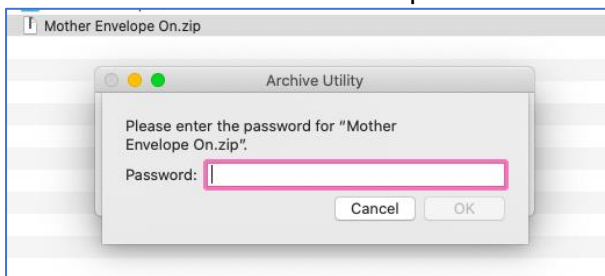 Mother Envelope On.zip
Archive Utility
Please enter the password for “Mother
Envelope On.zip”.
Password:
Cancel
OK